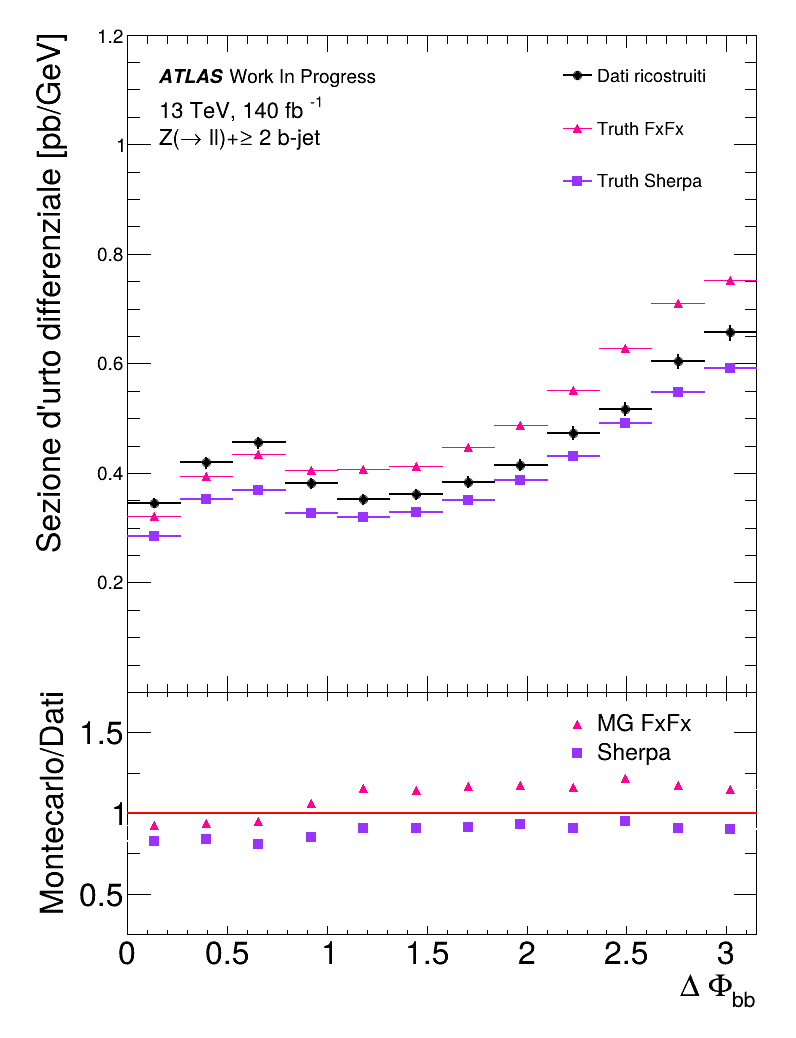 Sezione d'urto differenziale [pb/GeV]
1.2
1
0.8
0.6
0.4
0.2
ATLAS Work In Progress
13 TeV, 140 fb -1
Z(→ ll)+≥ 2 b-jet
Dati ricostruiti
Truth FxFx
Truth Sherpa
Montecarlo/Dati
1.5
1
0.5
MG FxFx
Sherpa
0 0.5 1 1.5 2 2.5 3
Δ Φbb